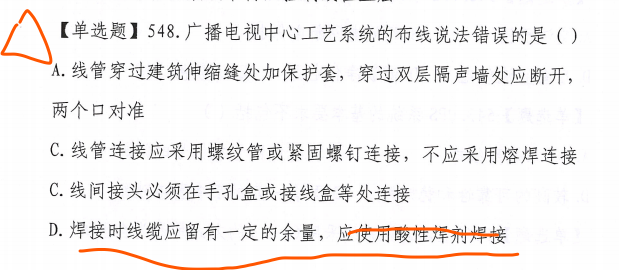 【单选题】548.广播电视中心工艺系统的布线说法错误的是（）
A.线管穿过建筑伸缩缝处加保护套，穿过双层隔声墙处应断开，
两个口对准
C.线管连接应采用螺纹管或紧固螺钉连接，不应采用熔焊连接
C.线间接头必须在手孔盒或接线盒等处连接
D.焊接时线缆应留有一定的余量，应使用酸性焊剂焊接